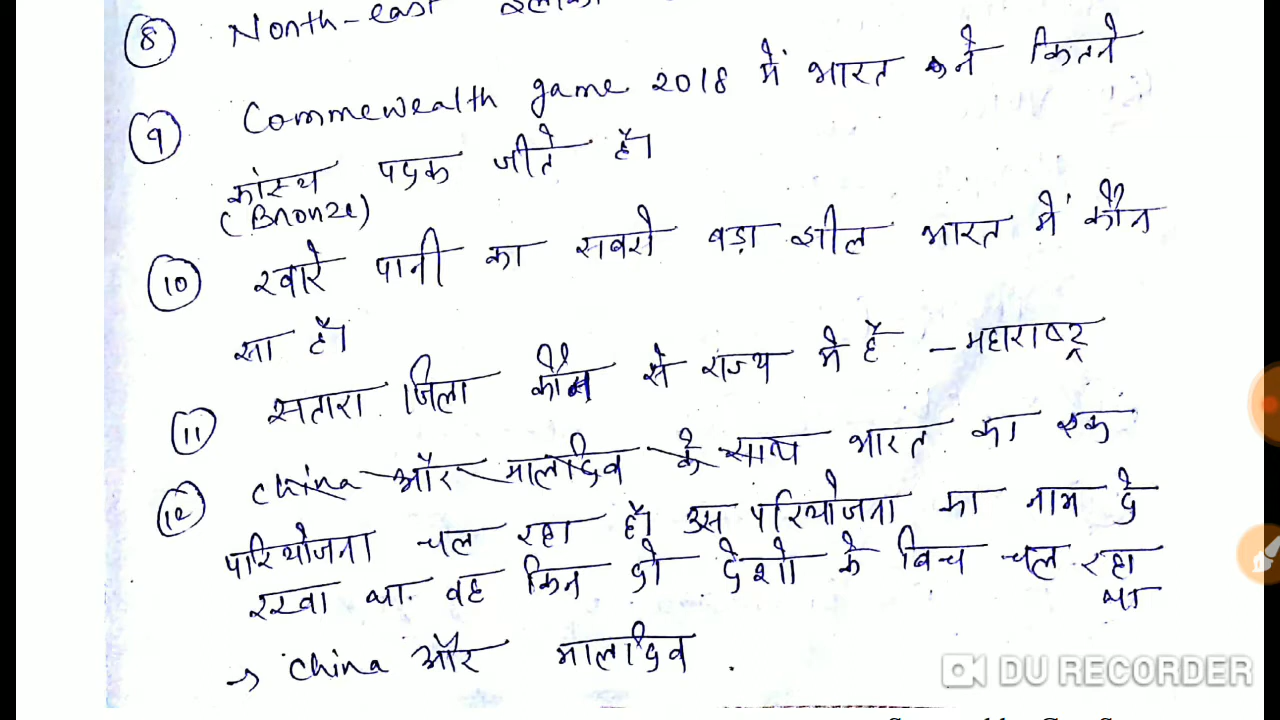 ⑧ North-east
⑨ Commewealth game 2018 में भारत ने कितने
कांस्य पदक जीते हैं।
(Bronze)
⑩ खारे पानी का सबसे बड़ा झील भारत में कौन
सा हैं।
⑪ सतारा जिला कौन से राज्य में हैं - महाराष्ट्र
⑫ China और मालदिव के साथ भारत का एक
परियोजना चल रहा हैं। उस परियोजना का नाम दे
रखा था. वह किन दो देशो के बिच चल रहा
था
→ China और मालदिव .
DU RECORDER